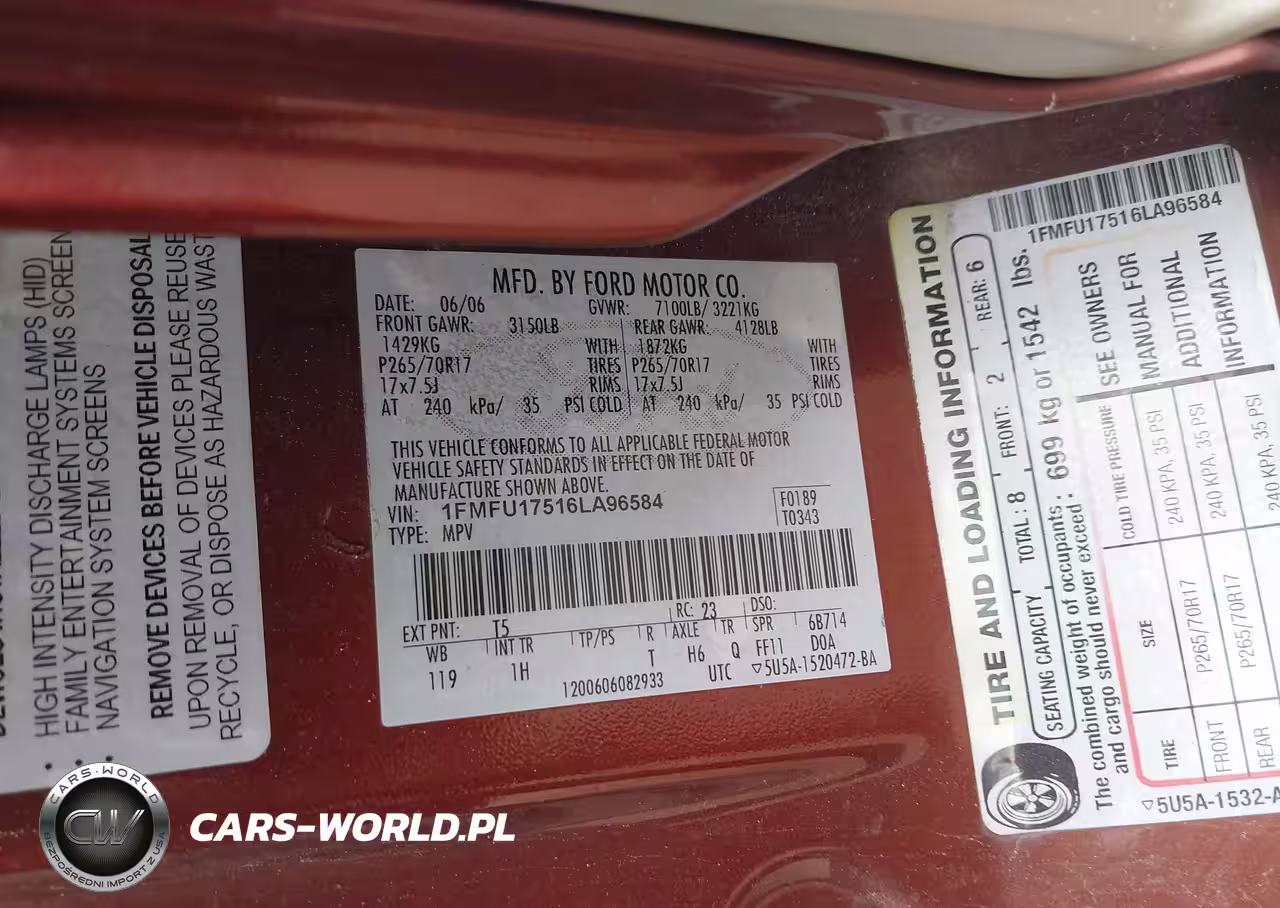 HIGH INTENSITY DISCHARGE LAMPS (HID)
FAMILY ENTERTAINMENT SYSTEMS SCREEN
NAVIGATION SYSTEM SCREENS
REMOVE DEVICES BEFORE VEHICLE DISPOSAL
UPON REMOVAL OF DEVICES PLEASE REUSE
RECYCLE, OR DISPOSE AS HAZARDOUS WAST
MFD. BY FORD MOTOR CO.
DATE: 06/06 GVWR: 7100LB/ 3221KG
FRONT GAWR: 3150LB REAR GAWR: 4128LB
1429KG WITH 1872KG WITH
P265/70R17 TIRES P265/70R17 TIRES
17x7.5J RIMS 17x7.5J RIMS
AT 240 kPa/ 35 PSI COLD AT 240 kPa/ 35 PSI COLD
THIS VEHICLE CONFORMS TO ALL APPLICABLE FEDERAL MOTOR
VEHICLE SAFETY STANDARDS IN EFFECT ON THE DATE OF
MANUFACTURE SHOWN ABOVE.
VIN: 1FMFU17516LA96584 F0189
TYPE: MPV T0343
EXT PNT: T5 RC: 23 DSO:
WB INT TR TP/PS R AXLE TR SPR 6B714
119 1H T H6 Q FF11 DOA
1200606082933 UTC 5U5A-1520472-BA
1FMFU17516LA96584
TIRE AND LOADING INFORMATION
SEATING CAPACITY TOTAL: 8 FRONT: 2 REAR: 6
The combined weight of occupants
and cargo should never exceed : 699 kg or 1542 lbs.
TIRE SIZE COLD TIRE PRESSURE
FRONT P265/70R17 240 KPA, 35 PSI
REAR P265/70R17 240 KPA, 35 PSI
240 KPA, 35 PSI
SEE OWNERS
MANUAL FOR
ADDITIONAL
INFORMATION
5U5A-1532-A
CARS-WORLD
CW
BEZPOŚREDNI IMPORT Z USA
CARS-WORLD.PL